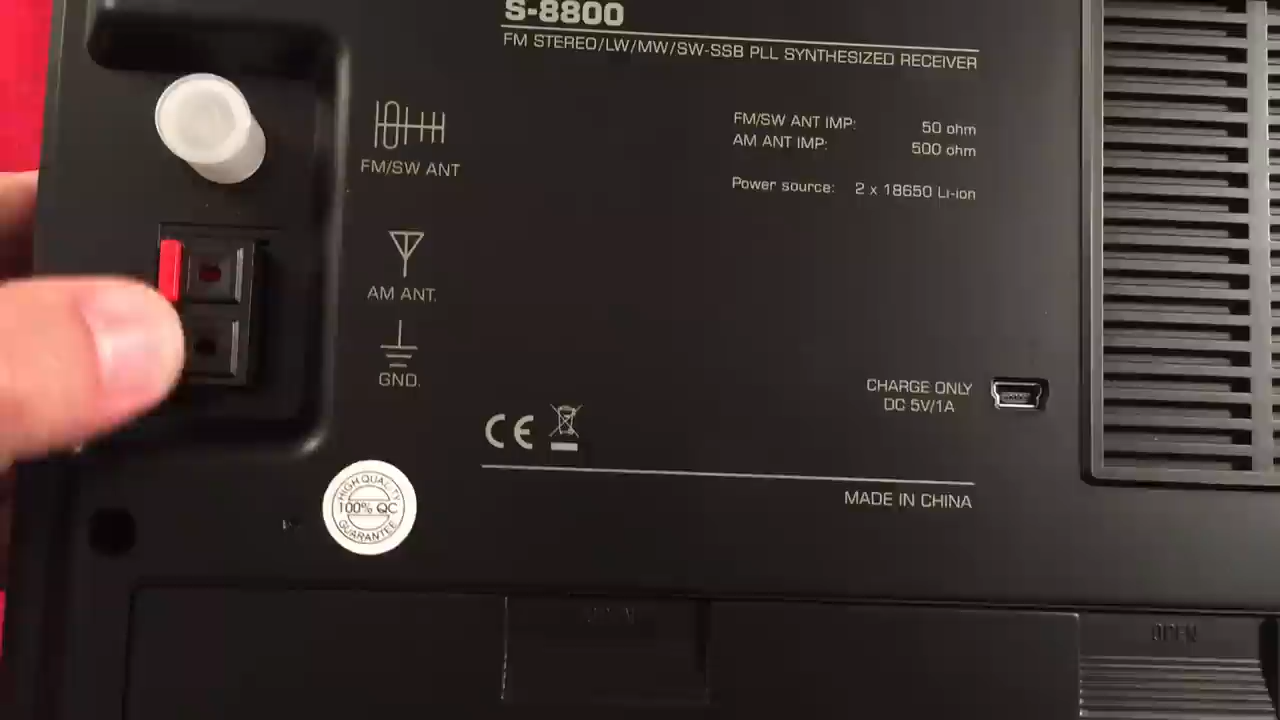 S-8800
FM STEREO/LW/MW/SW-SSB PLL SYNTHESIZED RECEIVER
FM/SW ANT IMP: 50 ohm
AM ANT IMP: 500 ohm
FM/SW ANT
Power source: 2 x 18650 Li-ion
AM ANT.
GND.
CHARGE ONLY
DC 5V/1A
CE
MADE IN CHINA
HIGH QUALITY
100% QC
GUARANTEE
OPEN
OPEN